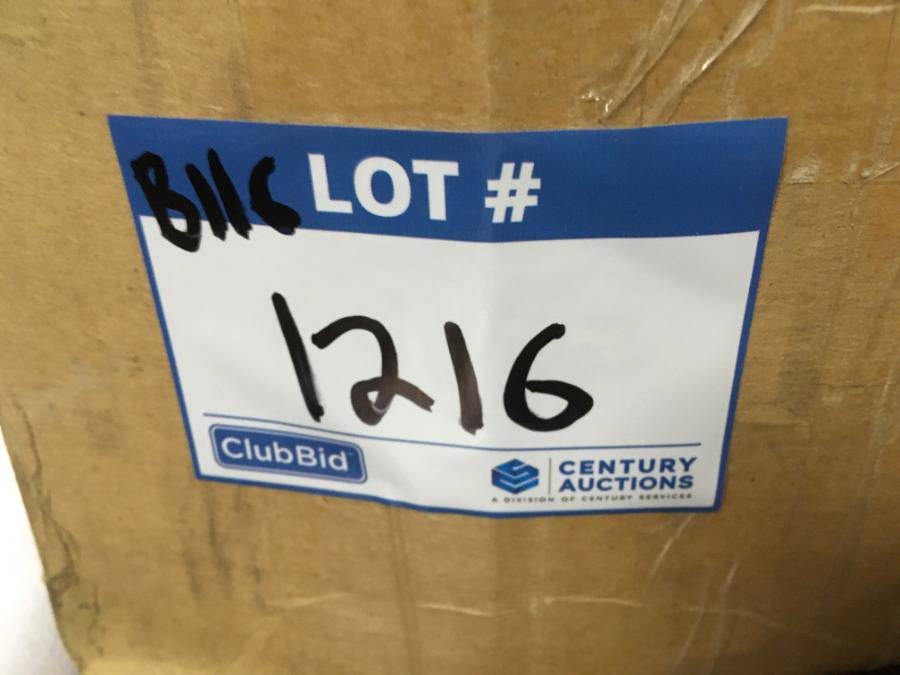 B116 LOT #
1216
ClubBid
CENTURY
AUCTIONS
A DIVISION OF CENTURY SERVICES